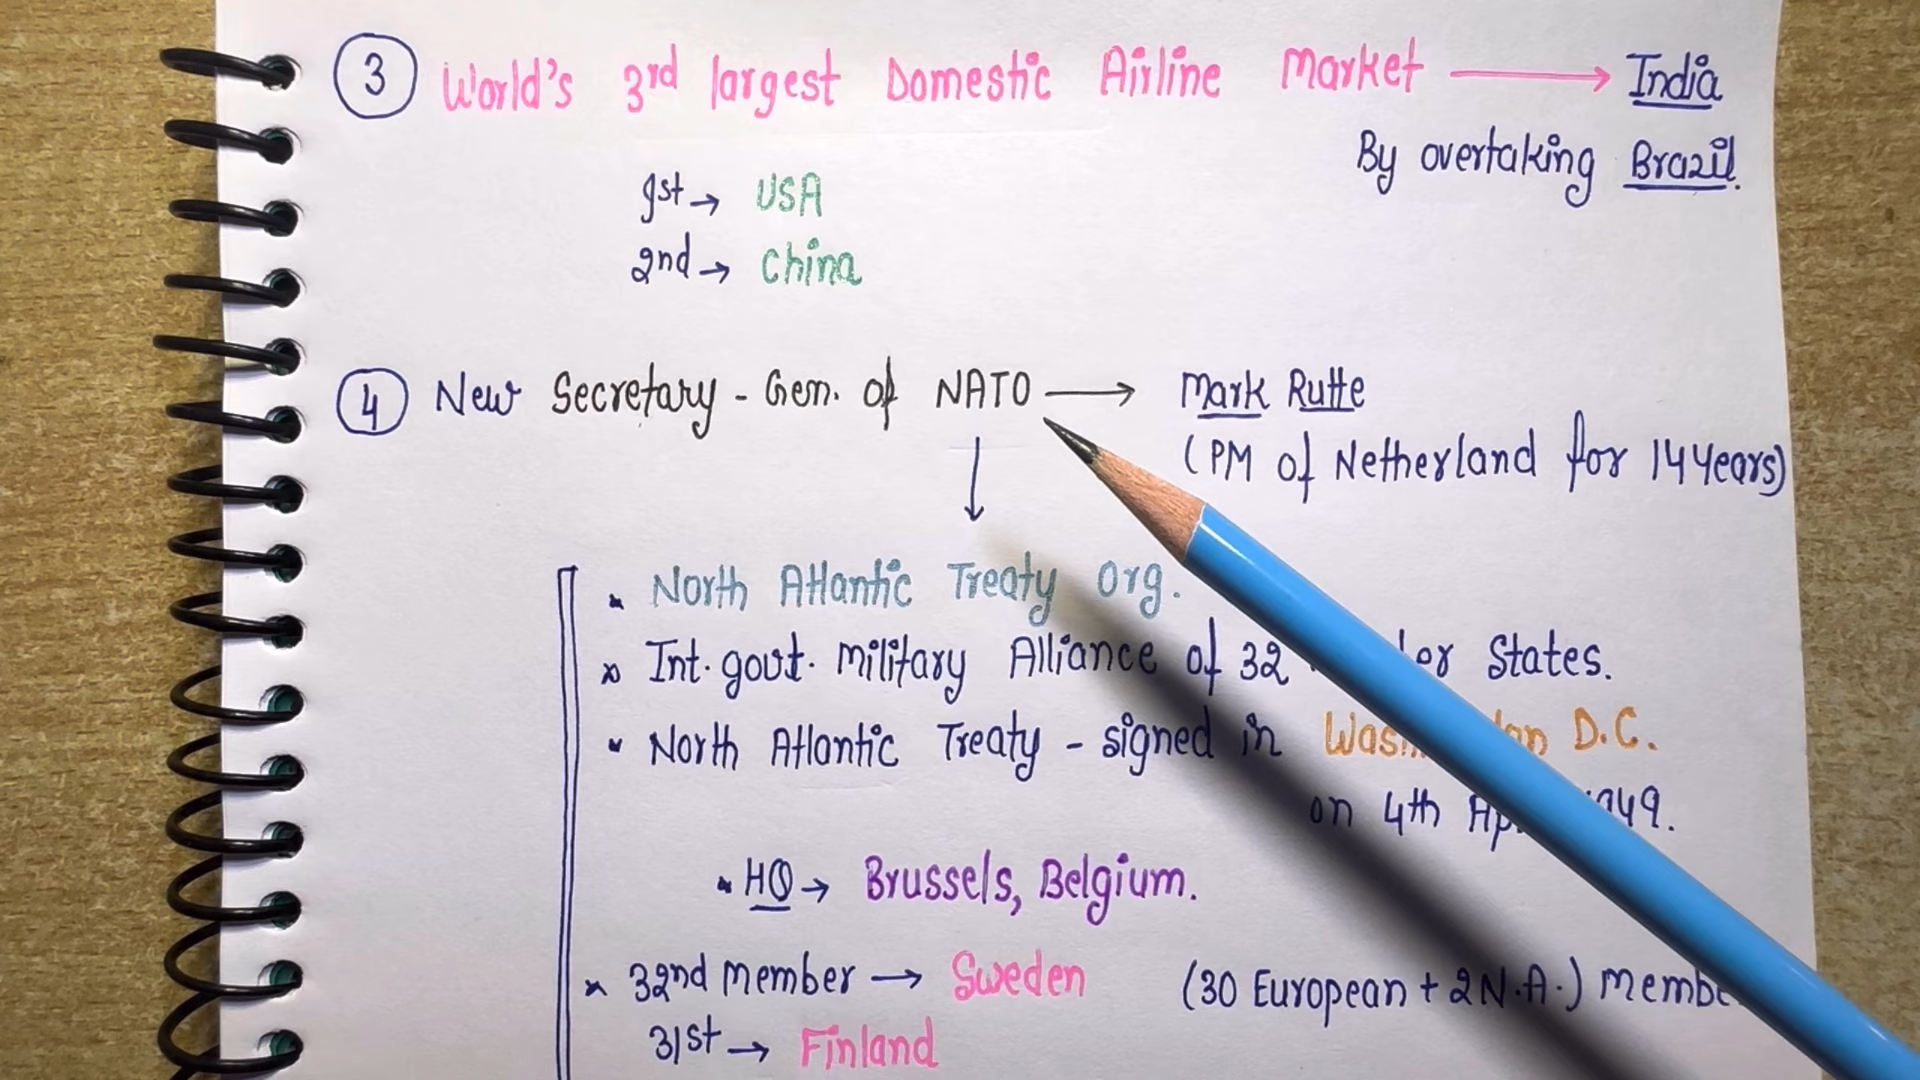 3 World's 3rd largest Domestic Airline Market → India
By overtaking Brazil.
1st → USA
2nd → China
4 New Secretary-Gen. of NATO → Mark Rutte
(PM of Netherland for 14 Years)
↓
North Atlantic Treaty Org.
Int. govt. Military Alliance of 32 States.
North Atlantic Treaty - signed in D.C.
on 4th
HQ → Brussels, Belgium.
32nd Member → Sweden (30 European + 2 N.A.)
31st → Finland